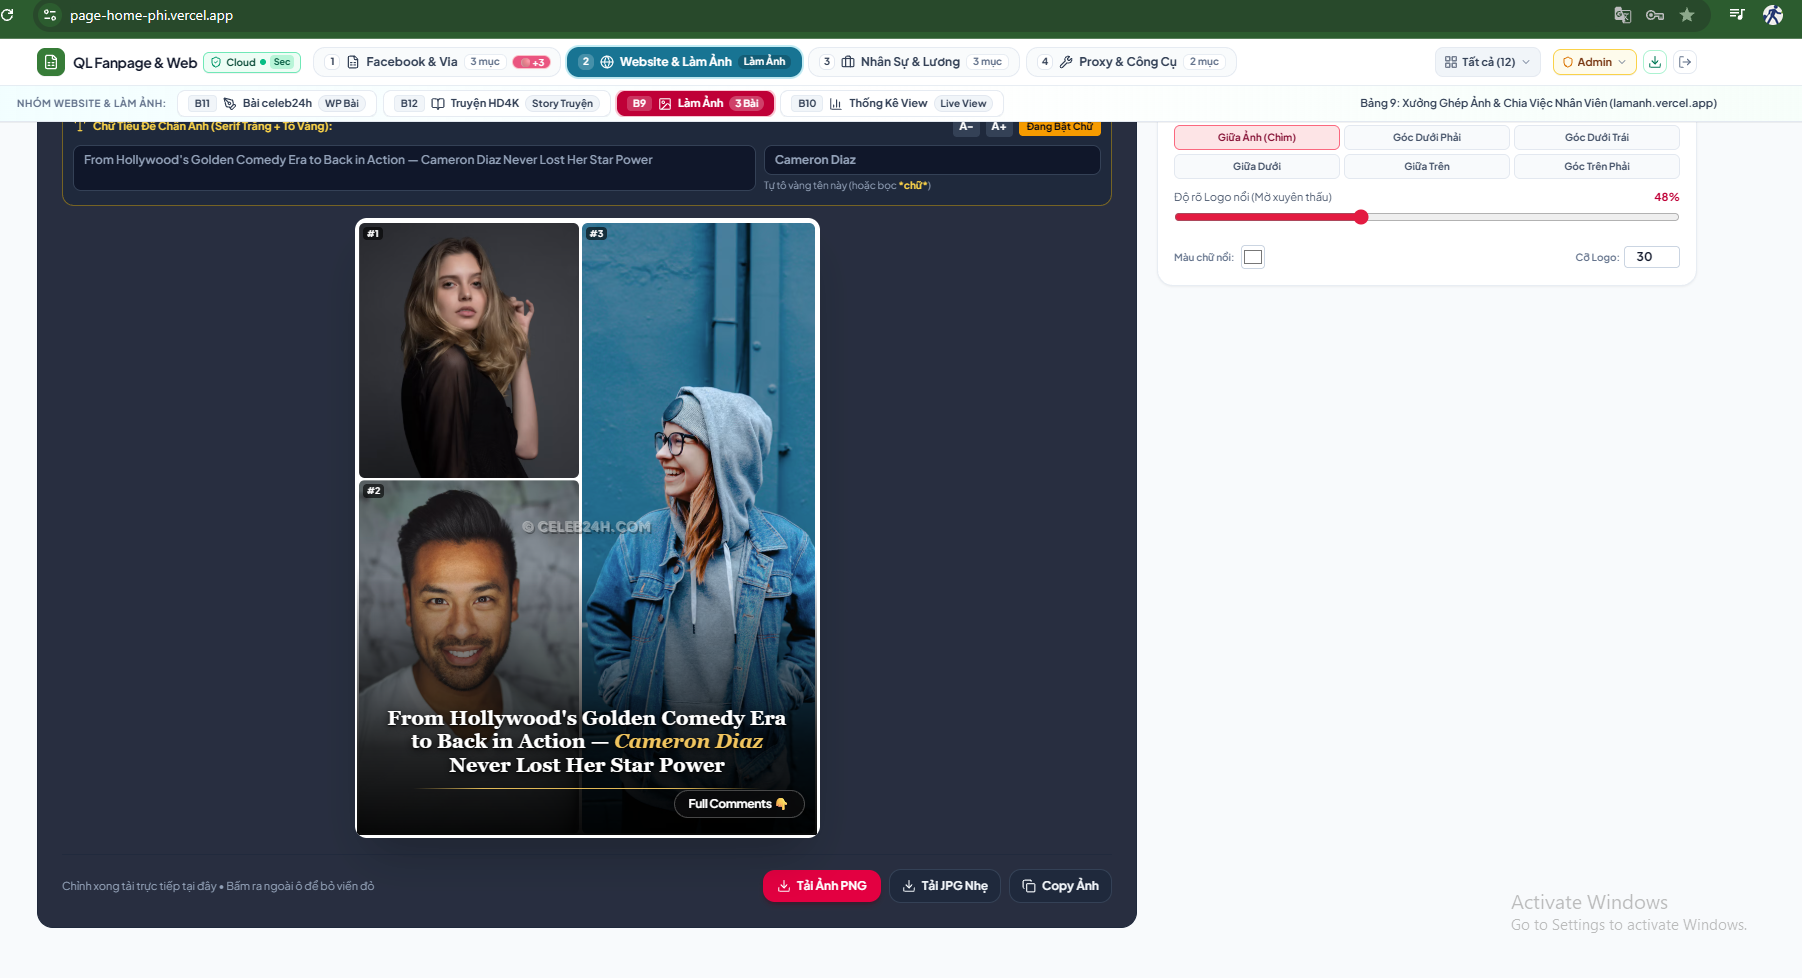 page-home-phi.vercel.app
QL Fanpage & Web Cloud Sec 1 Facebook & Via 3 mục +3 2 Website & Làm Ảnh Làm Ảnh 3 Nhân Sự & Lương 3 mục 4 Proxy & Công Cụ 2 mục Tất cả (12) Admin
NHÓM WEBSITE & LÀM ẢNH: B11 Bài celeb24h WP Bài B12 Truyện HD4K Story Truyện B9 Làm Ảnh 3 Bài B10 Thống Kê View Live View Bảng 9: Xưởng Ghép Ảnh & Chia Việc Nhân Viên (lamanh.vercel.app)
Chữ Tiêu Đề Chân Ảnh (Serif Trắng + Tô Vàng): A- A+ Đang Bật Chữ
From Hollywood's Golden Comedy Era to Back in Action — Cameron Diaz Never Lost Her Star Power
Cameron Diaz
Tự tô vàng tên này (hoặc bọc *chữ*)
Giữa Ảnh (Chìm) Góc Dưới Phải Góc Dưới Trái
Giữa Dưới Giữa Trên Góc Trên Phải
Độ rõ Logo nổi (Mờ xuyên thấu) 48%
Màu chữ nổi: Cỡ Logo: 30
#1
#3
#2
© CELEB24H.COM
From Hollywood's Golden Comedy Era
to Back in Action — Cameron Diaz
Never Lost Her Star Power
Full Comments
Chỉnh xong tải trực tiếp tại đây • Bấm ra ngoài ô để bỏ viền đỏ
Tải Ảnh PNG Tải JPG Nhẹ Copy Ảnh
Activate Windows
Go to Settings to activate Windows.